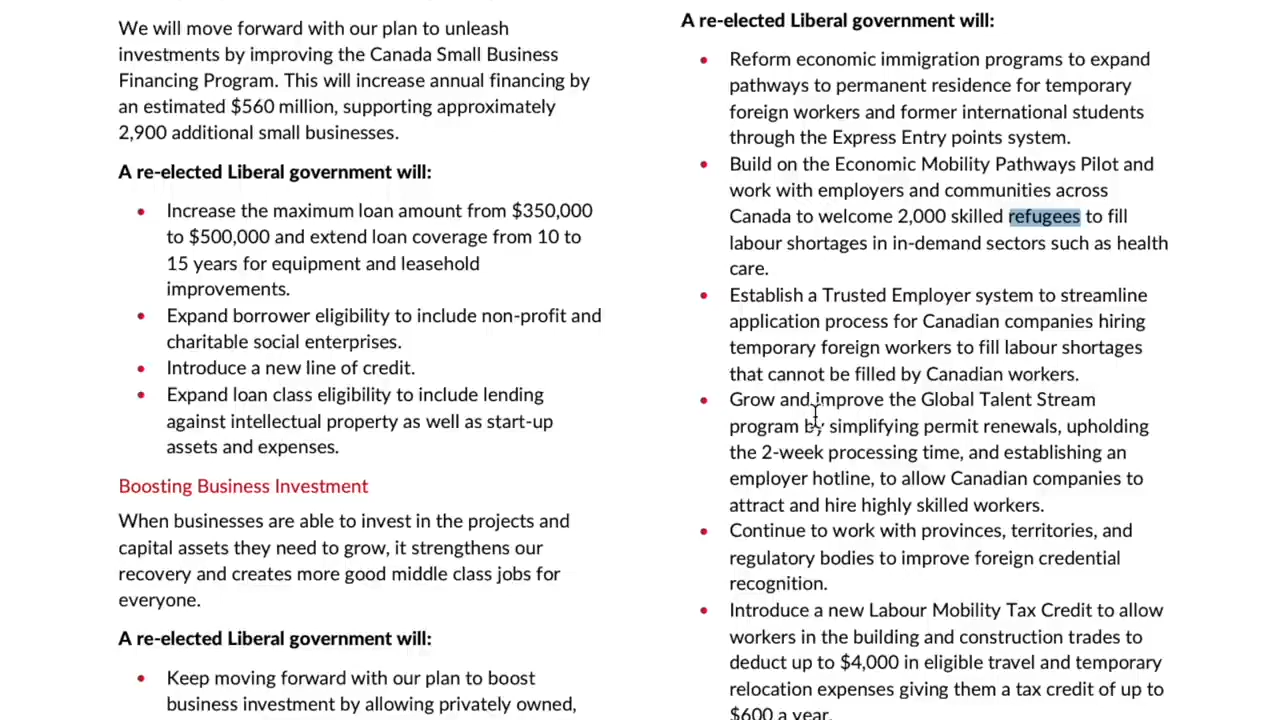 We will move forward with our plan to unleash
investments by improving the Canada Small Business
Financing Program. This will increase annual financing by
an estimated $560 million, supporting approximately
2,900 additional small businesses.
A re-elected Liberal government will:
• Increase the maximum loan amount from $350,000
to $500,000 and extend loan coverage from 10 to
15 years for equipment and leasehold
improvements.
• Expand borrower eligibility to include non-profit and
charitable social enterprises.
• Introduce a new line of credit.
• Expand loan class eligibility to include lending
against intellectual property as well as start-up
assets and expenses.
Boosting Business Investment
When businesses are able to invest in the projects and
capital assets they need to grow, it strengthens our
recovery and creates more good middle class jobs for
everyone.
A re-elected Liberal government will:
• Keep moving forward with our plan to boost
business investment by allowing privately owned,
A re-elected Liberal government will:
• Reform economic immigration programs to expand
pathways to permanent residence for temporary
foreign workers and former international students
through the Express Entry points system.
• Build on the Economic Mobility Pathways Pilot and
work with employers and communities across
Canada to welcome 2,000 skilled refugees to fill
labour shortages in in-demand sectors such as health
care.
• Establish a Trusted Employer system to streamline
application process for Canadian companies hiring
temporary foreign workers to fill labour shortages
that cannot be filled by Canadian workers.
• Grow and improve the Global Talent Stream
program by simplifying permit renewals, upholding
the 2-week processing time, and establishing an
employer hotline, to allow Canadian companies to
attract and hire highly skilled workers.
• Continue to work with provinces, territories, and
regulatory bodies to improve foreign credential
recognition.
• Introduce a new Labour Mobility Tax Credit to allow
workers in the building and construction trades to
deduct up to $4,000 in eligible travel and temporary
relocation expenses giving them a tax credit of up to
$600 a year.